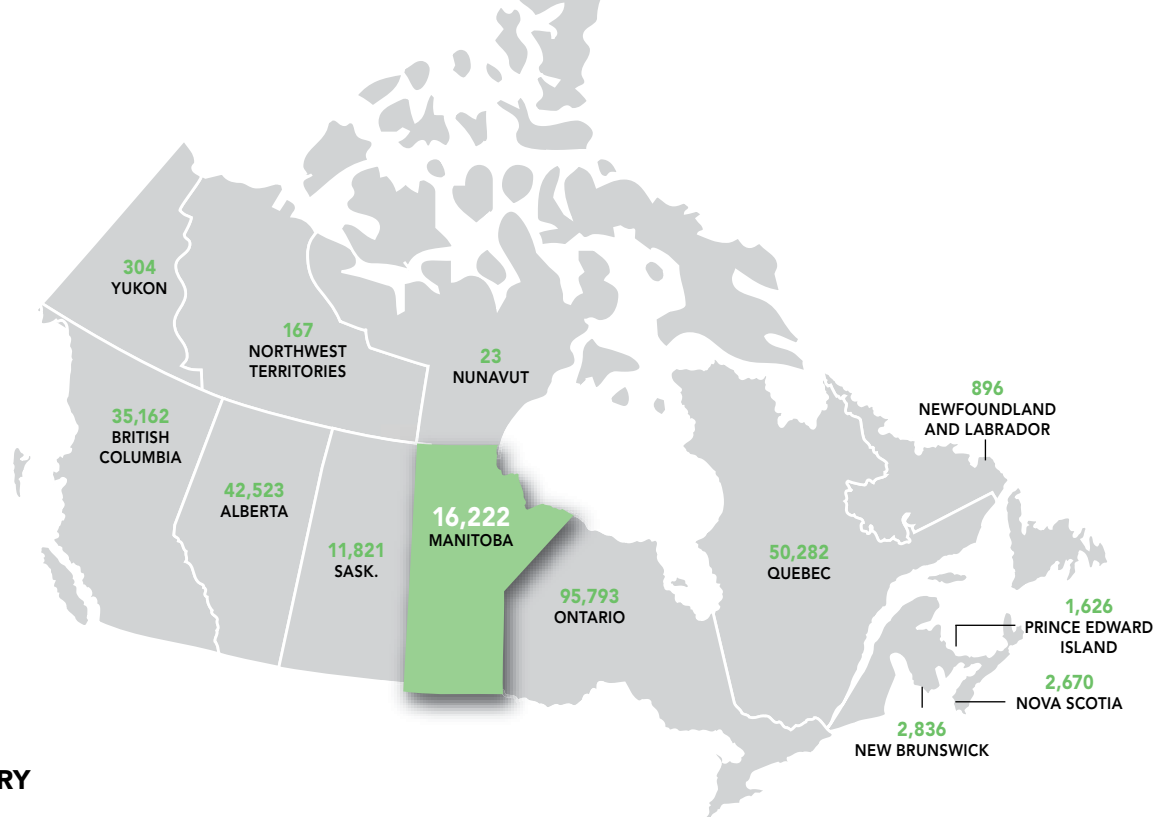 304
YUKON
167
NORTHWEST
TERRITORIES
23
NUNAVUT
896
NEWFOUNDLAND
AND LABRADOR
35,162
BRITISH
COLUMBIA
42,523
ALBERTA
11,821
SASK.
16,222
MANITOBA
95,793
ONTARIO
50,282
QUEBEC
1,626
PRINCE EDWARD
ISLAND
2,670
NOVA SCOTIA
2,836
NEW BRUNSWICK
RY